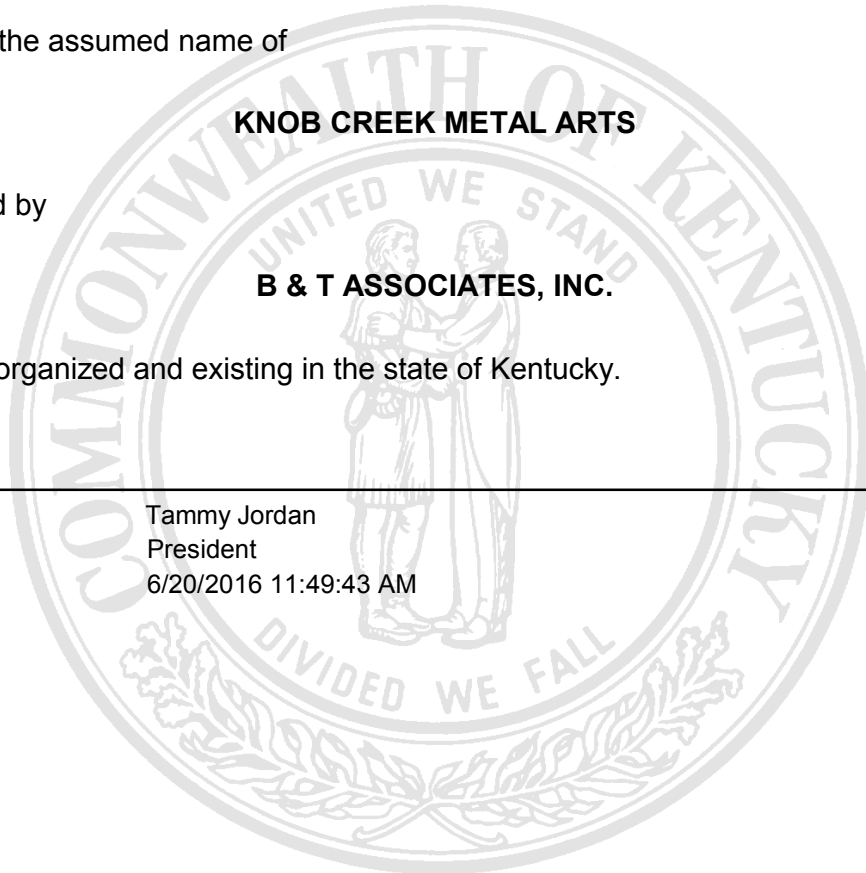 the assumed name of
KNOB CREEK METAL ARTS
d by
B & T ASSOCIATES, INC.
organized and existing in the state of Kentucky.
Tammy Jordan
President
6/20/2016 11:49:43 AM
COMMONWEALTH OF KENTUCKY
UNITED WE STAND
DIVIDED WE FALL